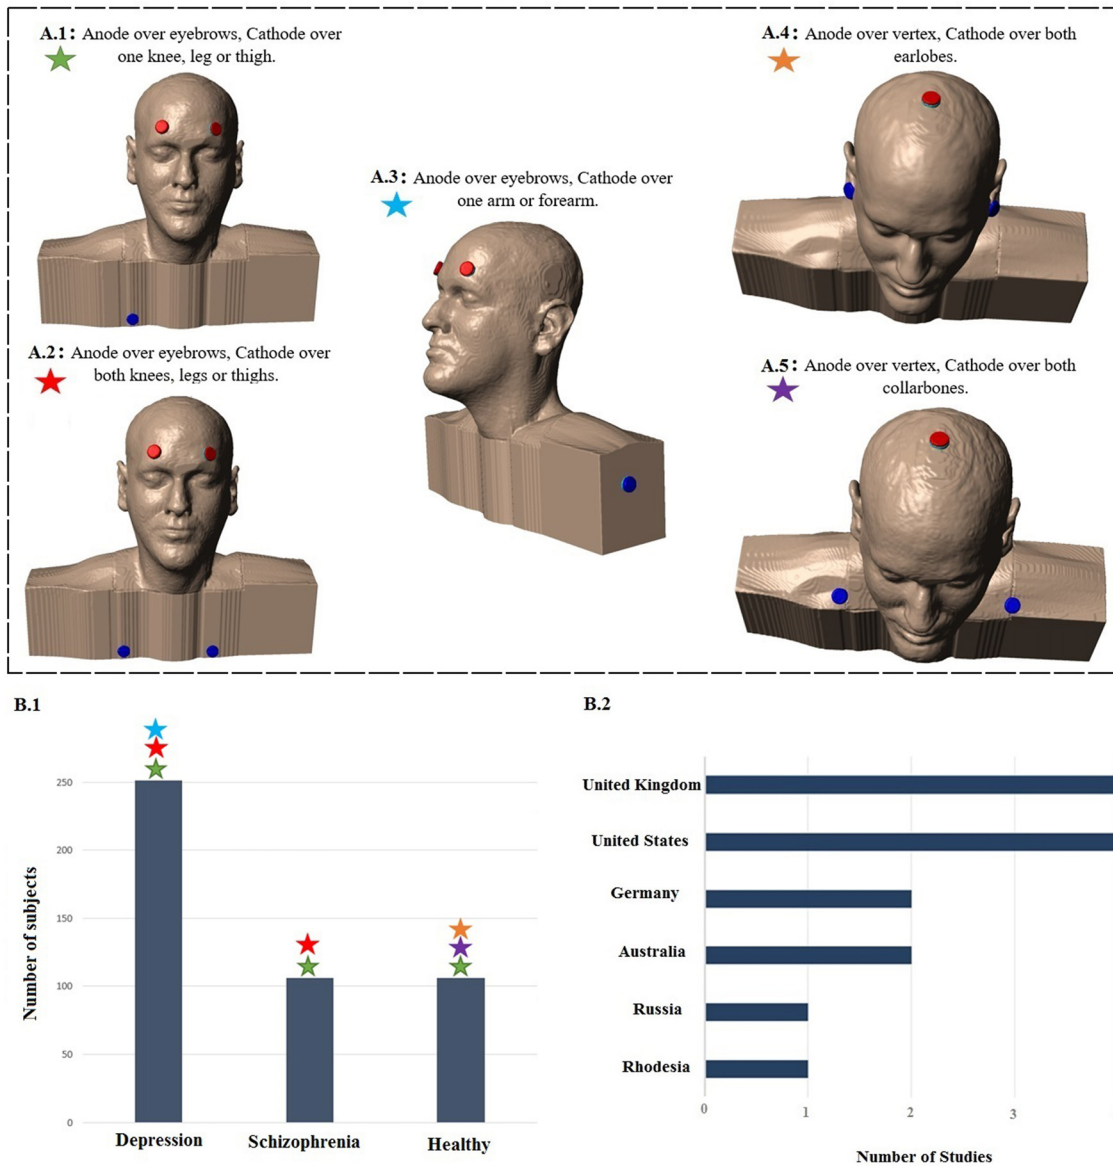 A.1: Anode over eyebrows, Cathode over
one knee, leg or thigh.
A.2: Anode over eyebrows, Cathode over
both knees, legs or thighs.
A.3: Anode over eyebrows, Cathode over
one arm or forearm.
A.4: Anode over vertex, Cathode over both
earlobes.
A.5: Anode over vertex, Cathode over both
collarbones.
B.1
Number of subjects
250
200
150
100
50
0
Depression
Schizophrenia
Healthy
B.2
United Kingdom
United States
Germany
Australia
Russia
Rhodesia
0
1
2
3
Number of Studies